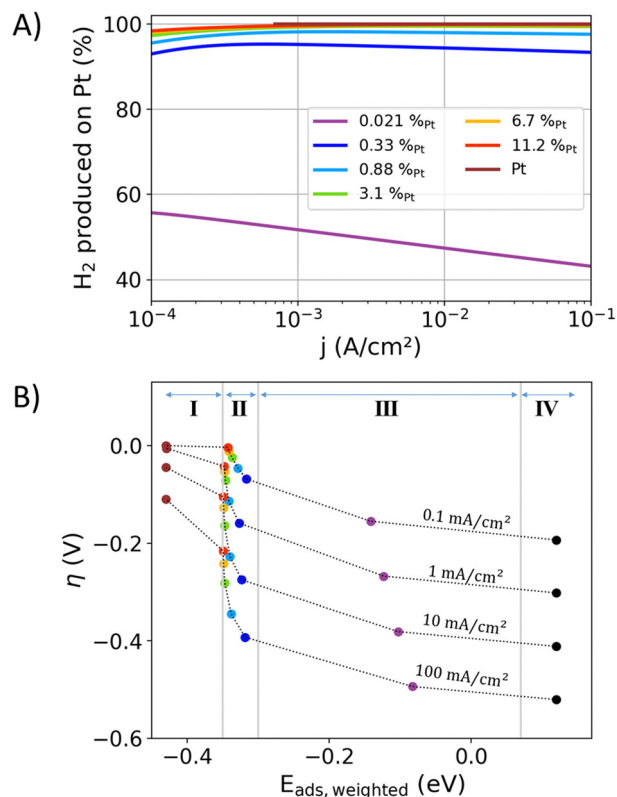 A)
H₂ produced on Pt (%)
100
80
60
40
0.021 %Pt
0.33 %Pt
0.88 %Pt
3.1 %Pt
6.7 %Pt
11.2 %Pt
Pt
10⁻⁴
10⁻³
10⁻²
10⁻¹
j (A/cm²)
B)
I
II
III
IV
η (V)
0.0
−0.2
−0.4
−0.6
0.1 mA/cm²
1 mA/cm²
10 mA/cm²
100 mA/cm²
−0.4
−0.2
0.0
Eads, weighted (eV)